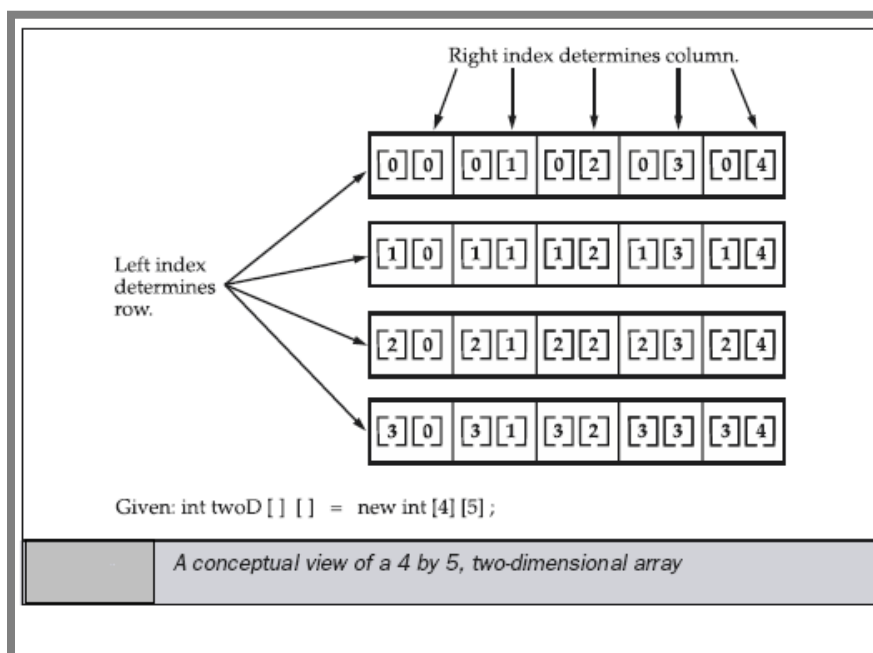 Right index determines column.
[0][0] [0][1] [0][2] [0][3] [0][4]
[1][0] [1][1] [1][2] [1][3] [1][4]
Left index
determines
row.
[2][0] [2][1] [2][2] [2][3] [2][4]
[3][0] [3][1] [3][2] [3][3] [3][4]
Given: int twoD [ ] [ ] = new int [4] [5] ;
A conceptual view of a 4 by 5, two-dimensional array